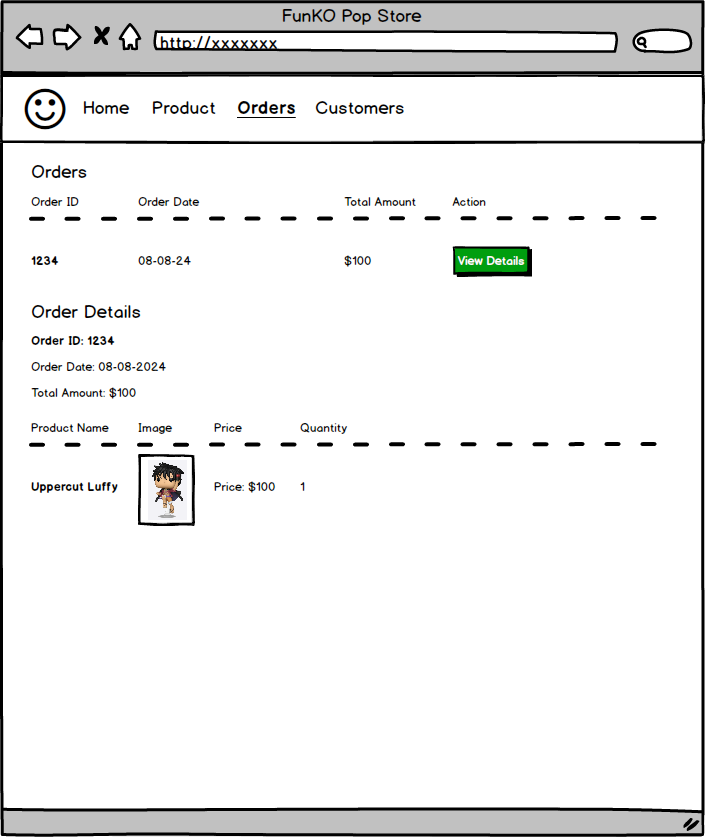 FunKO Pop Store
http://xxxxxxx
Home Product Orders Customers
Orders
Order ID Order Date Total Amount Action
1234 08-08-24 $100 View Details
Order Details
Order ID: 1234
Order Date: 08-08-2024
Total Amount: $100
Product Name Image Price Quantity
Uppercut Luffy Price: $100 1